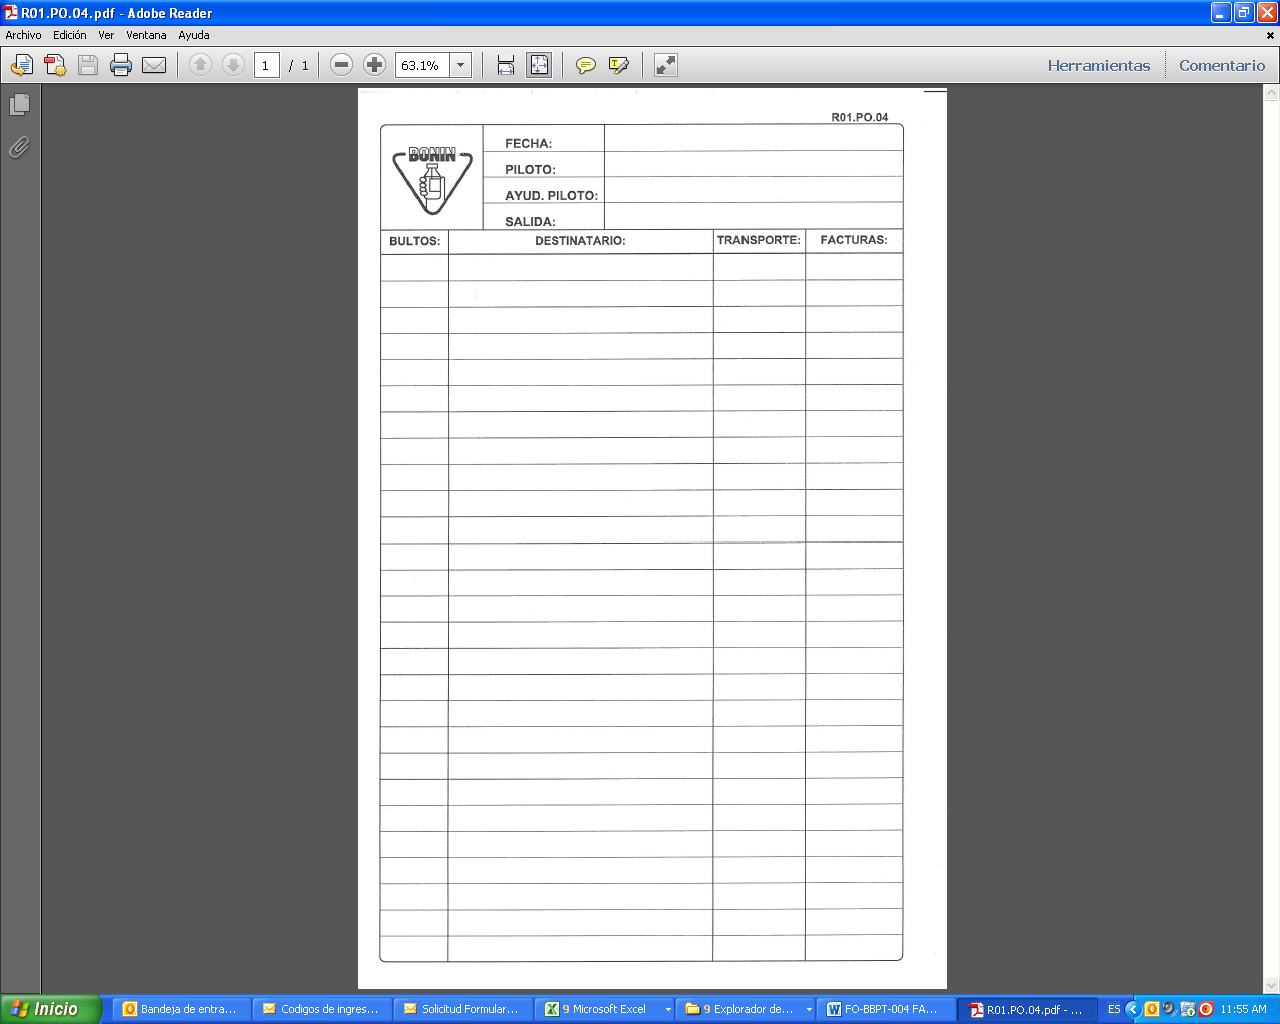 R01.PO.04.pdf - Adobe Reader
Archivo Edición Ver Ventana Ayuda
1 / 1 63.1% Herramientas Comentario
R01.PO.04
BONIN
FECHA:
PILOTO:
AYUD. PILOTO:
SALIDA:
BULTOS: DESTINATARIO: TRANSPORTE: FACTURAS:
Inicio Bandeja de entra... Codigos de ingres... Solicitud Formular... 9 Microsoft Excel 9 Explorador de... FO-BBPT-004 FA... R01.PO.04.pdf - ... ES 11:55 AM